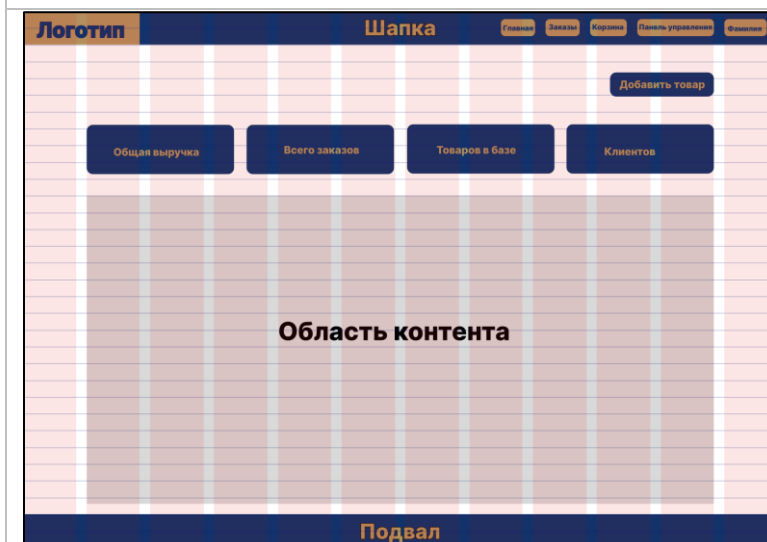 Логотип Шапка Главная Заказы Корзина Панель управления Фамилия
Добавить товар
Общая выручка Всего заказов Товаров в базе Клиентов
Область контента
Подвал